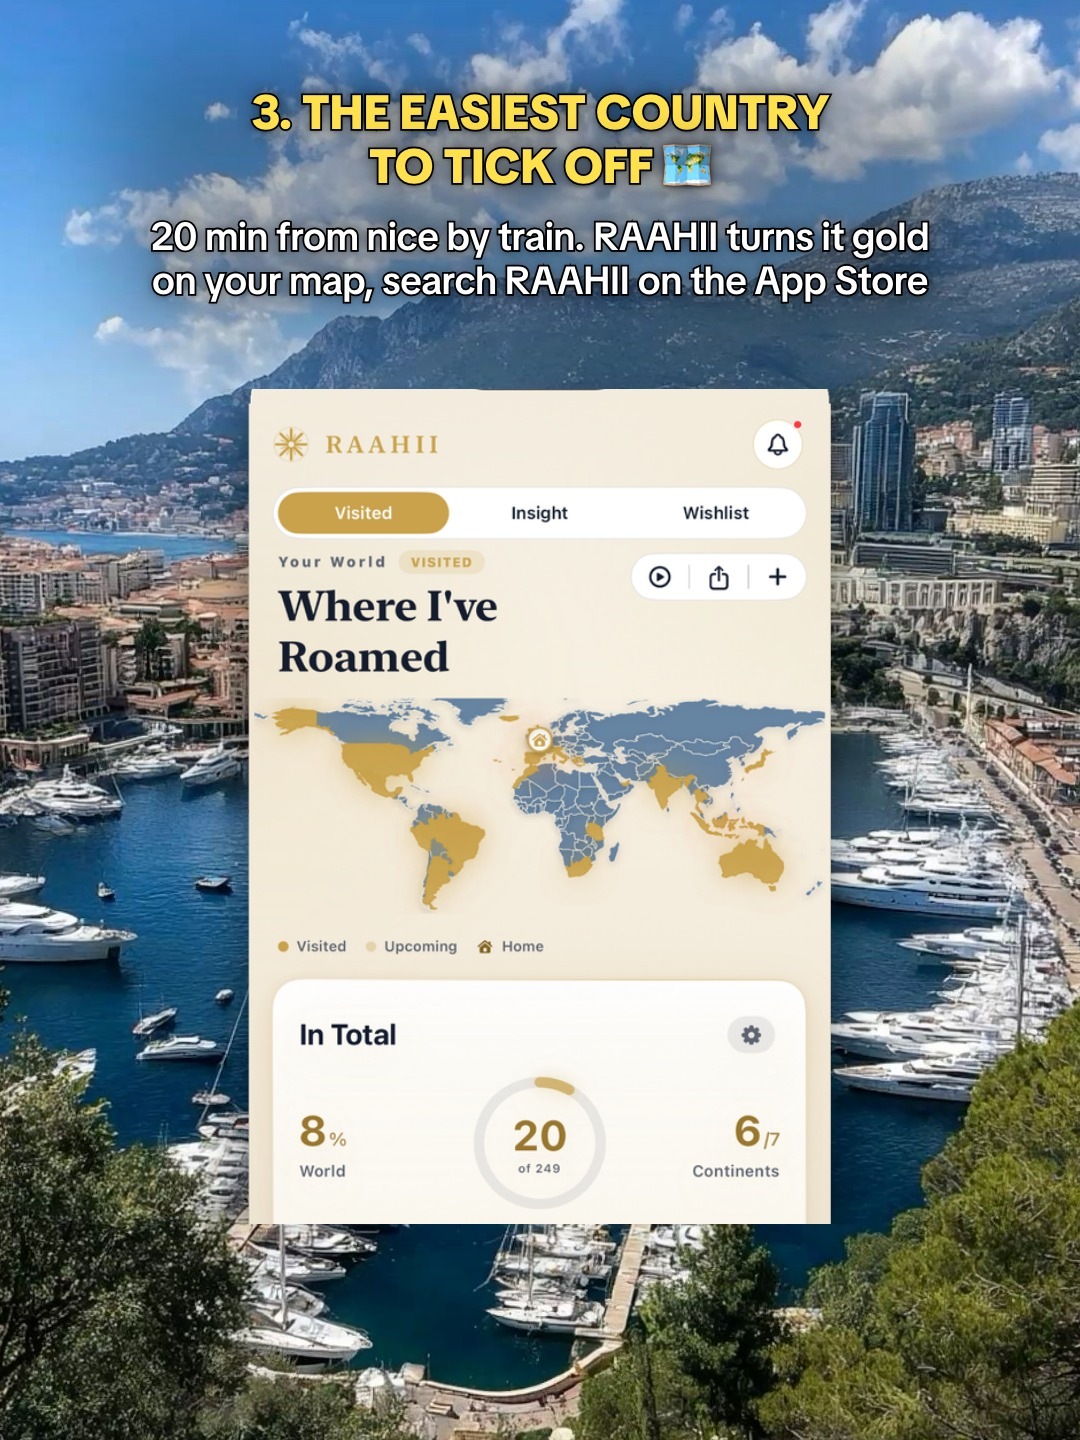 3. THE EASIEST COUNTRY
TO TICK OFF 🗺️
20 min from nice by train. RAAHII turns it gold
on your map, search RAAHII on the App Store
RAAHII
Visited
Insight
Wishlist
Your World
VISITED
Where I've
Roamed
Visited
Upcoming
Home
In Total
8%
World
20
of 249
6/7
Continents